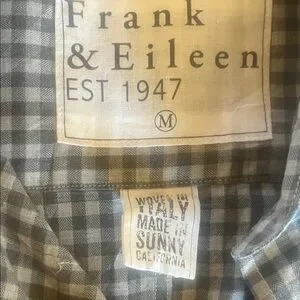 Frank
& Eileen
EST 1947
M
WOVEN IN
ITALY
MADE IN
SUNNY
CALIFORNIA